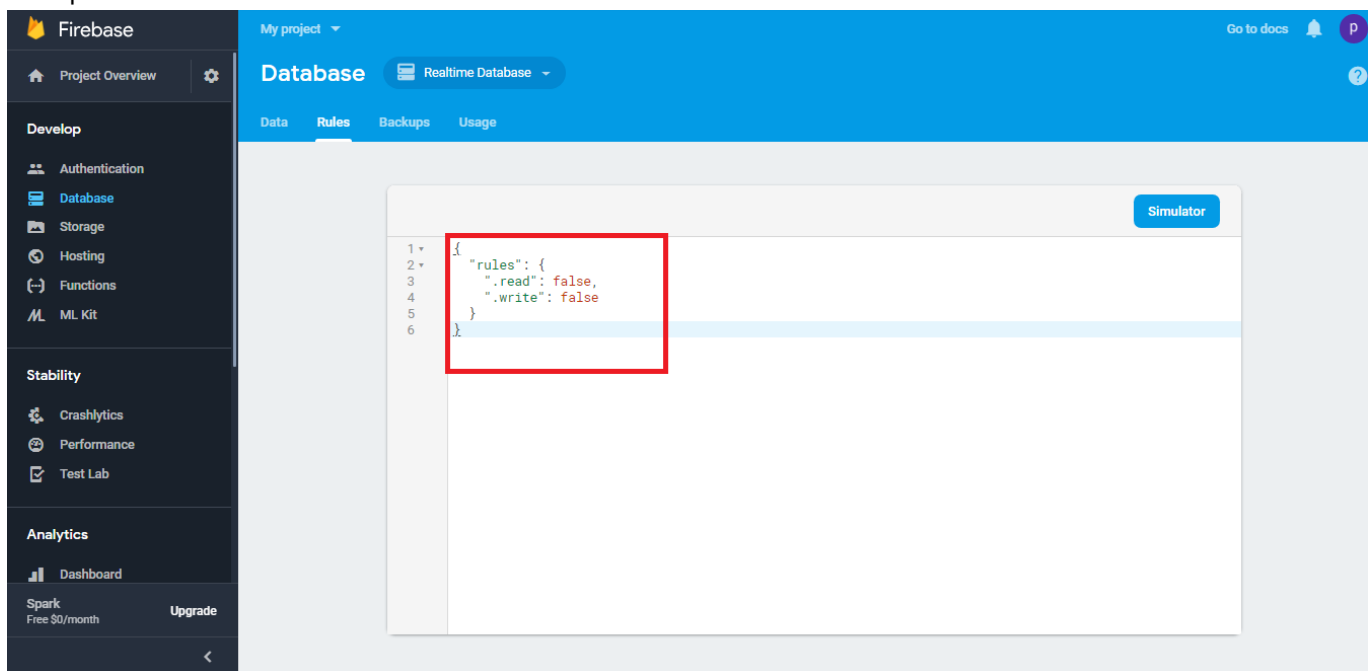 Firebase
My project
Go to docs
P
Project Overview
Database
Realtime Database
Data Rules Backups Usage
Develop
Authentication
Database
Storage
Hosting
Functions
ML Kit
Stability
Crashlytics
Performance
Test Lab
Analytics
Dashboard
Spark
Free $0/month
Upgrade
Simulator
1 {
2 "rules": {
3 ".read": false,
4 ".write": false
5 }
6 }